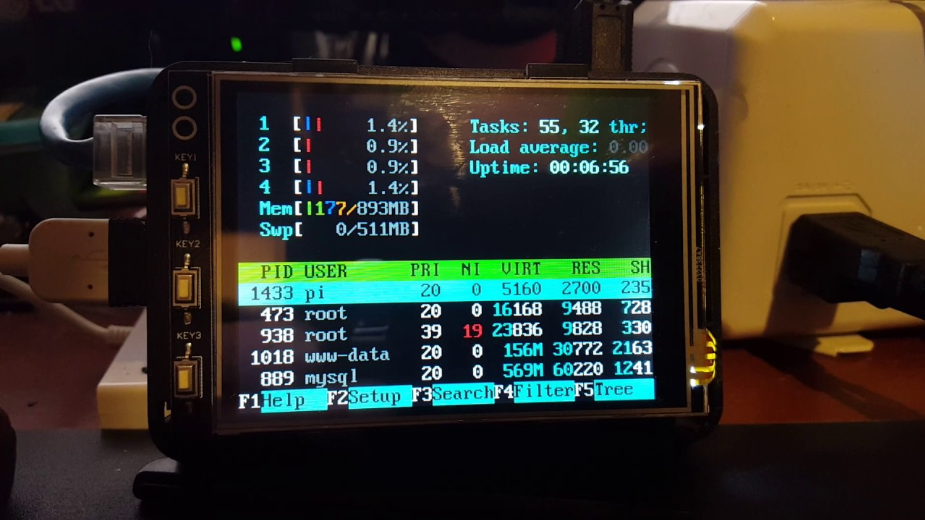 KEY1
KEY2
KEY3
1 [|| 1.4%] Tasks: 55, 32 thr;
2 [| 0.9%] Load average: 0.00
3 [| 0.9%] Uptime: 00:06:56
4 [|| 1.4%]
Mem[|177/893MB]
Swp[ 0/511MB]
PID USER PRI NI VIRT RES SH
1433 pi 20 0 5160 2700 235
473 root 20 0 16168 9488 728
938 root 39 19 23836 9828 330
1018 www-data 20 0 156M 30772 2163
889 mysql 20 0 569M 60220 1241
F1Help F2Setup F3SearchF4FilterF5Tree